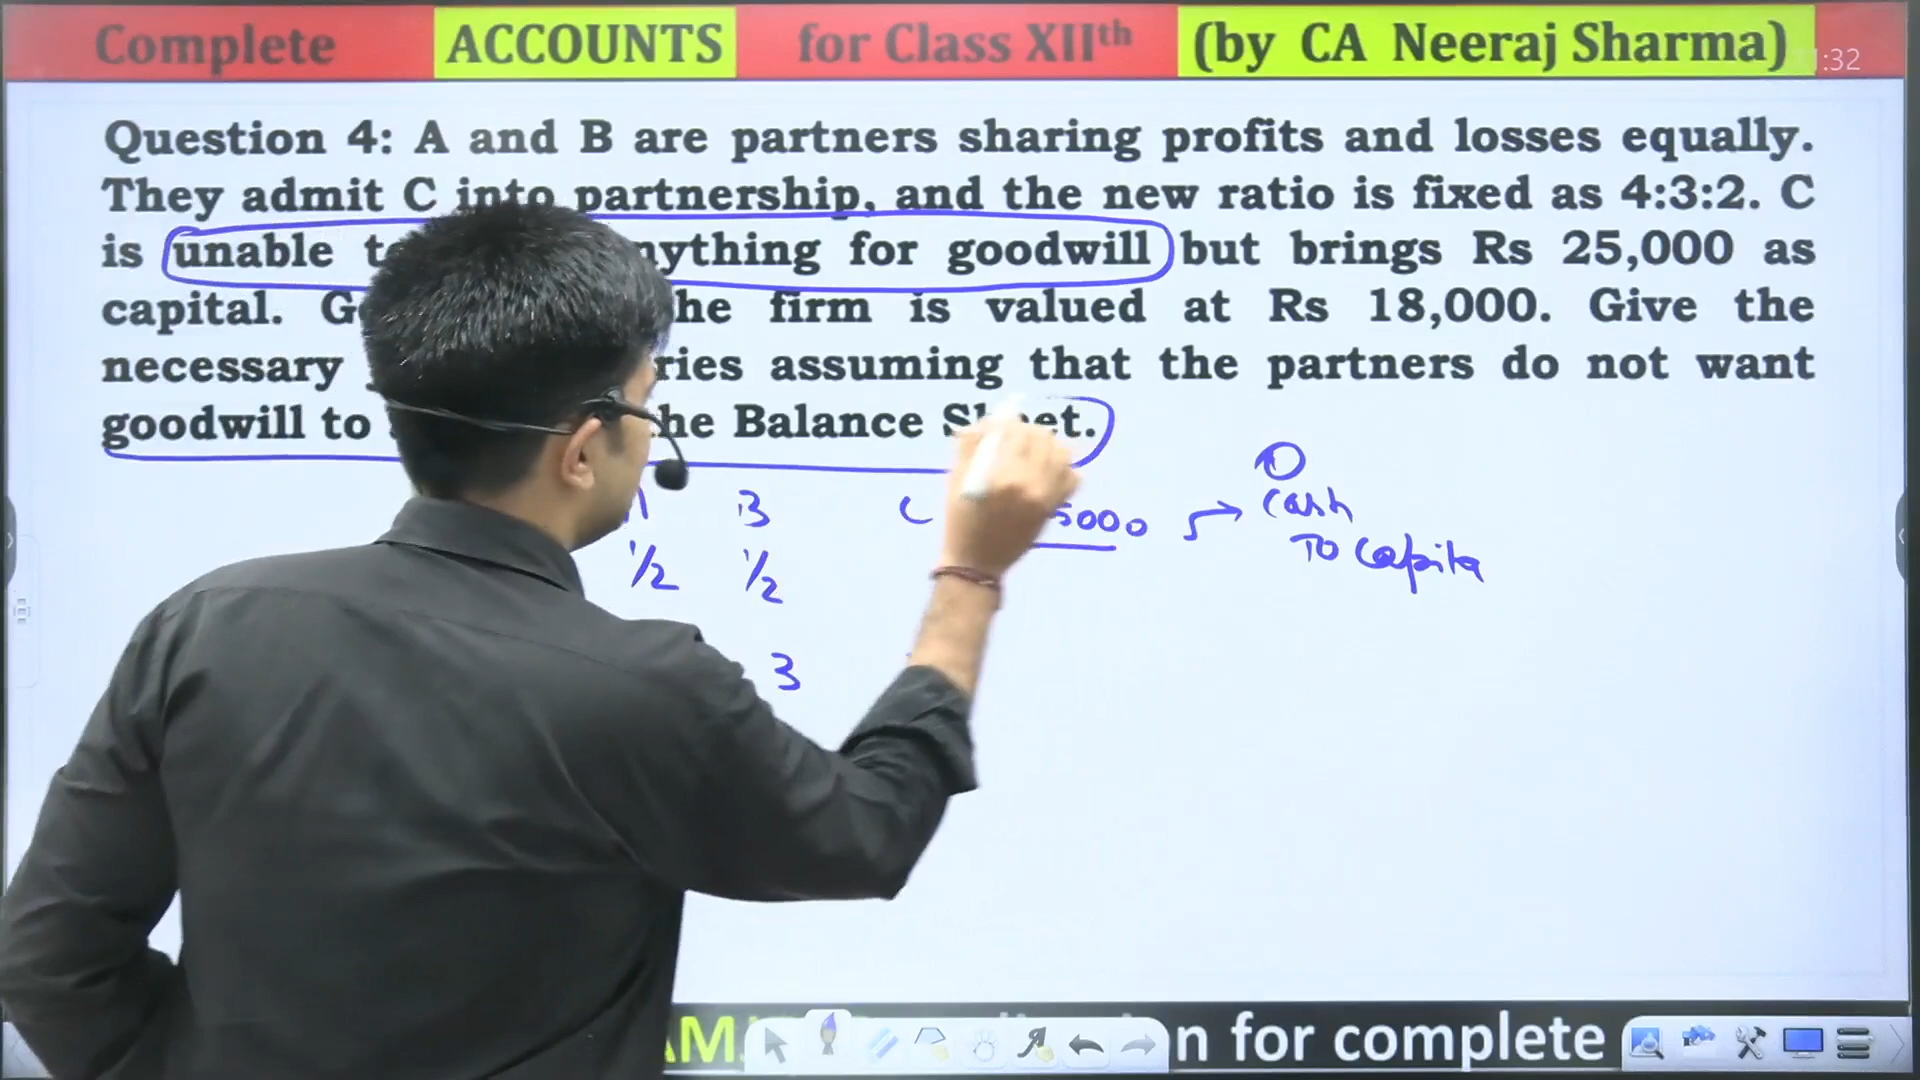 Complete ACCOUNTS for Class XIIth (by CA Neeraj Sharma)
:32
Question 4: A and B are partners sharing profits and losses equally.
They admit C into partnership, and the new ratio is fixed as 4:3:2. C
is unable nything for goodwill but brings Rs 25,000 as
capital. he firm is valued at Rs 18,000. Give the
necessary ries assuming that the partners do not want
goodwill to he Balance Sheet.
B C 5000 Cash
To Capita
1/2 1/2
3
n for complete